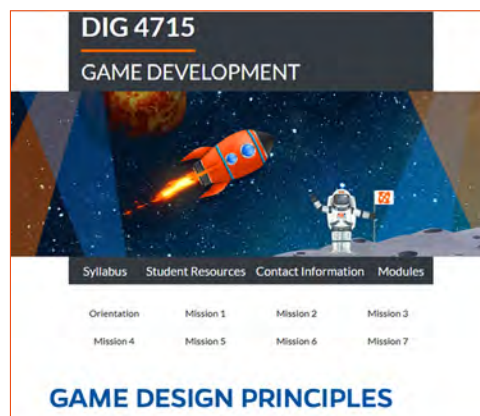 DIG 4715
GAME DEVELOPMENT
Syllabus Student Resources Contact Information Modules
Orientation Mission 1 Mission 2 Mission 3
Mission 4 Mission 5 Mission 6 Mission 7
GAME DESIGN PRINCIPLES